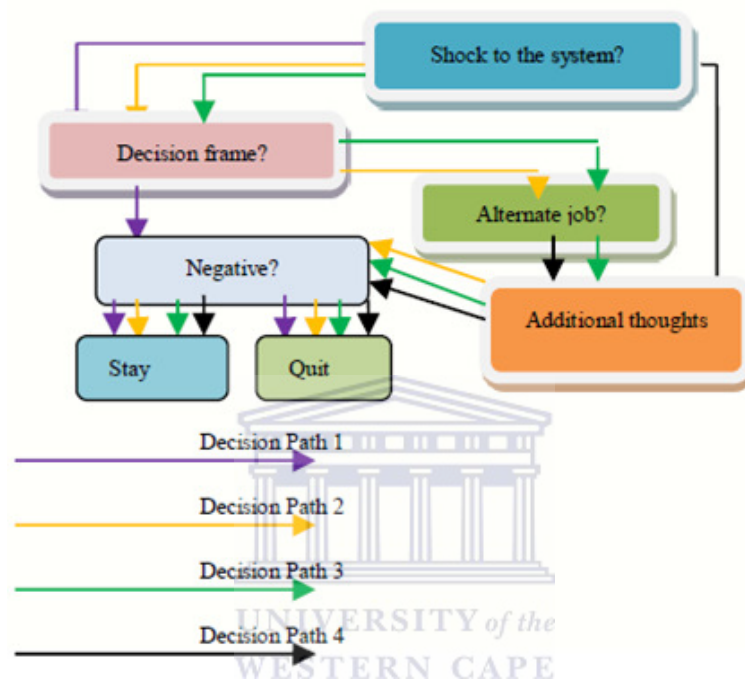 Shock to the system?
Decision frame?
Alternate job?
Negative?
Additional thoughts
Stay
Quit
Decision Path 1
Decision Path 2
Decision Path 3
Decision Path 4
UNIVERSITY of the
WESTERN CAPE